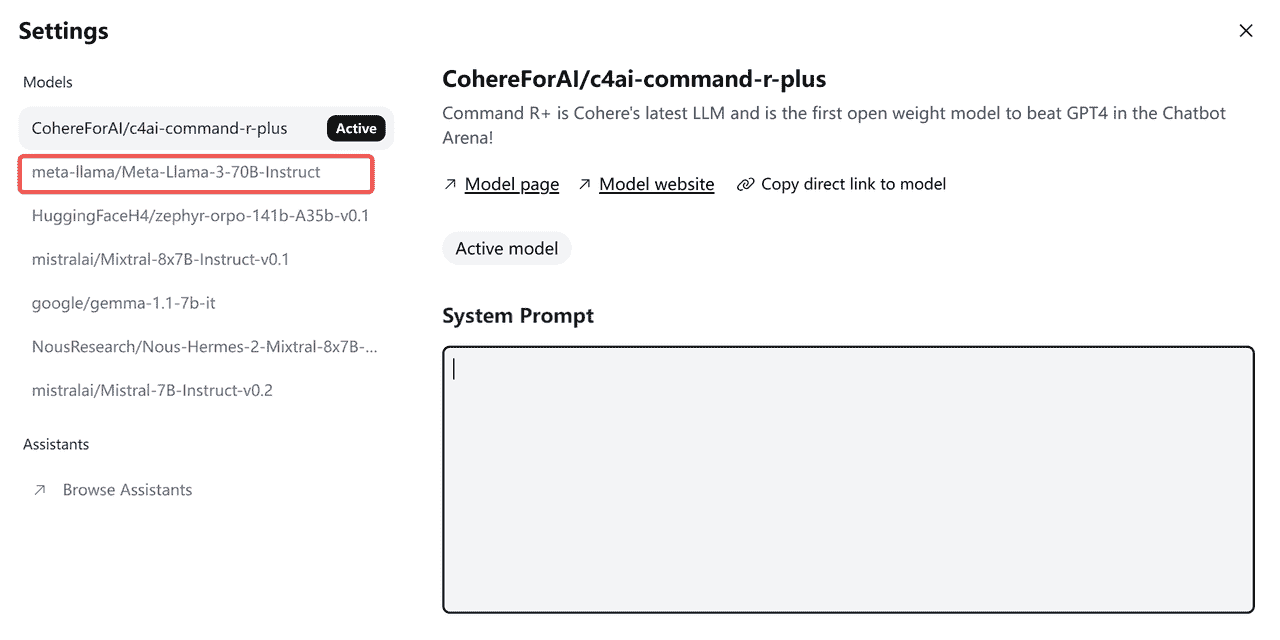 Settings
Models
CohereForAI/c4ai-command-r-plus
Active
meta-llama/Meta-Llama-3-70B-Instruct
HuggingFaceH4/zephyr-orpo-141b-A35b-v0.1
mistralai/Mixtral-8x7B-Instruct-v0.1
google/gemma-1.1-7b-it
NousResearch/Nous-Hermes-2-Mixtral-8x7B-...
mistralai/Mistral-7B-Instruct-v0.2
Assistants
Browse Assistants
CohereForAI/c4ai-command-r-plus
Command R+ is Cohere's latest LLM and is the first open weight model to beat GPT4 in the Chatbot
Arena!
Model page
Model website
Copy direct link to model
Active model
System Prompt